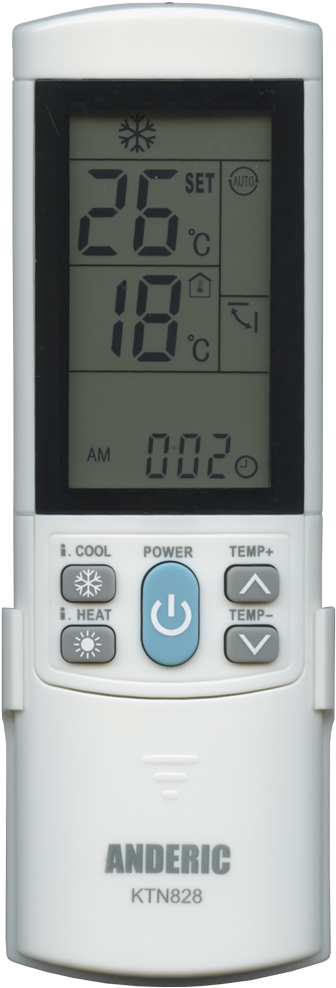 26 SET AUTO
°C
18
°C
AM 0:02
i. COOL POWER TEMP+
i. HEAT TEMP−
ANDERIC
KTN828